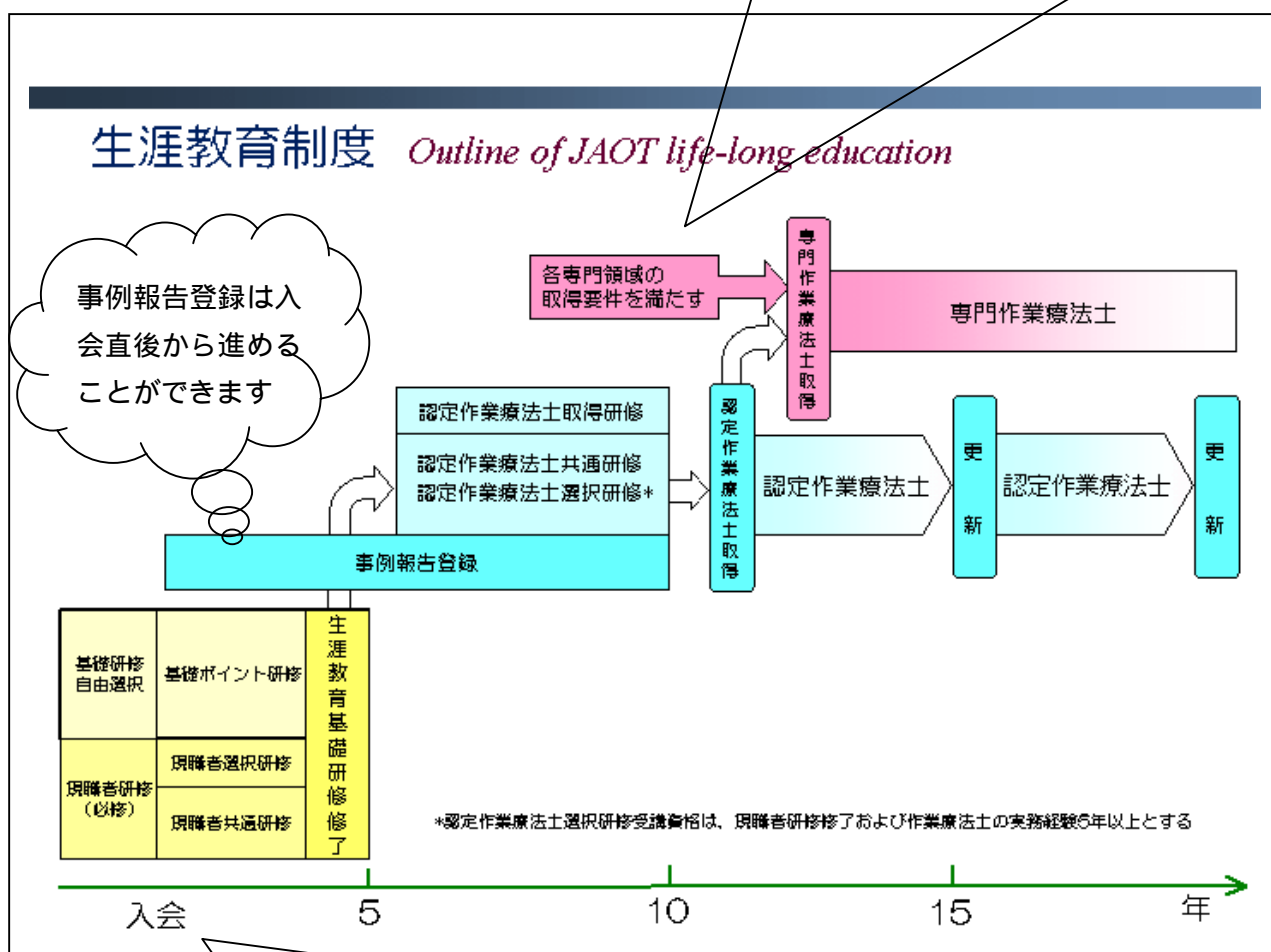 生涯教育制度 Outline of JAOT life-long education
事例報告登録は入
会直後から進める
ことができます
各専門領域の
取得要件を満たす
専門作業療法士取得
専門作業療法士
認定作業療法士取得研修
認定作業療法士共通研修
認定作業療法士選択研修*
認定作業療法士取得
認定作業療法士
更新
認定作業療法士
更新
事例報告登録
基礎研修
自由選択
基礎ポイント研修
現職者研修
(必修)
現職者選択研修
現職者共通研修
生涯教育基礎研修修了
*認定作業療法士選択研修受講資格は、現職者研修修了および作業療法士の実務経験5年以上とする
入会 5 10 15 年